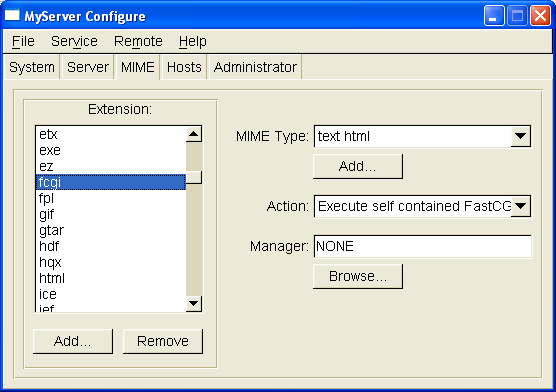 MyServer Configure
File Service Remote Help
System Server MIME Hosts Administrator
Extension:
etx
exe
ez
fcgi
fpl
gif
gtar
hdf
hqx
html
ice
ief
Add... Remove
MIME Type: text html
Add...
Action: Execute self contained FastCG
Manager: NONE
Browse...